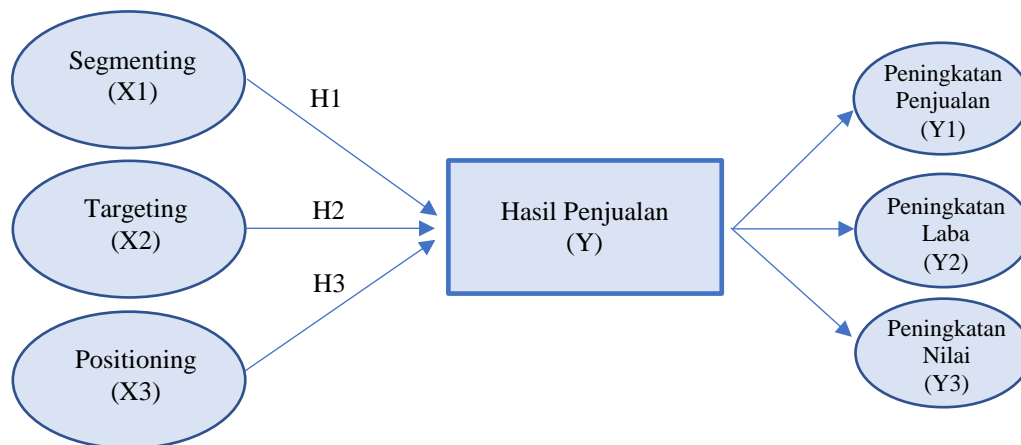 Segmenting
(X1)
H1
Targeting
(X2)
H2
Positioning
(X3)
H3
Hasil Penjualan
(Y)
Peningkatan
Penjualan
(Y1)
Peningkatan
Laba
(Y2)
Peningkatan
Nilai
(Y3)